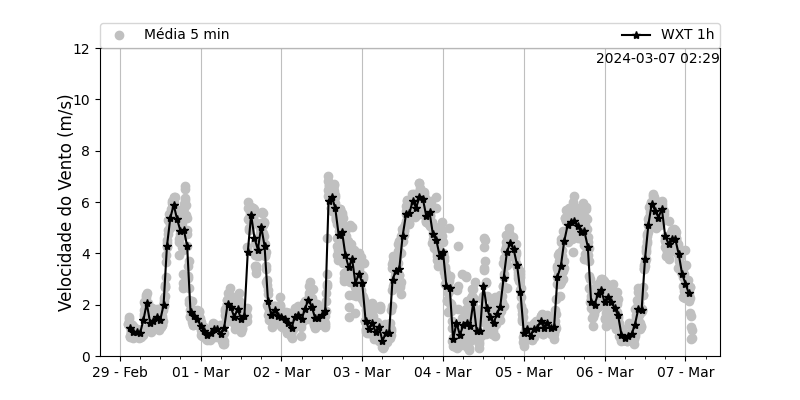 Média 5 min
WXT 1h
2024-03-07 02:29
Velocidade do Vento (m/s)
12
10
8
6
4
2
0
29 - Feb
01 - Mar
02 - Mar
03 - Mar
04 - Mar
05 - Mar
06 - Mar
07 - Mar